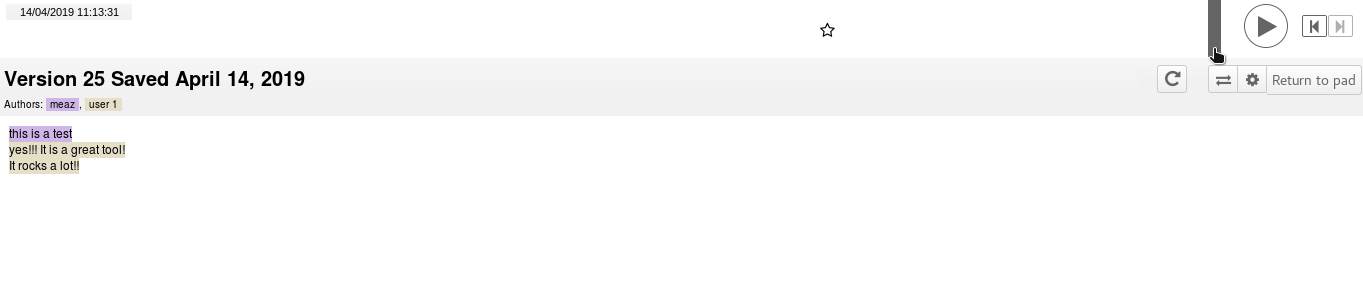 14/04/2019 11:13:31
Version 25 Saved April 14, 2019
Return to pad
Authors: meaz , user 1
this is a test
yes!!! It is a great tool!
It rocks a lot!!